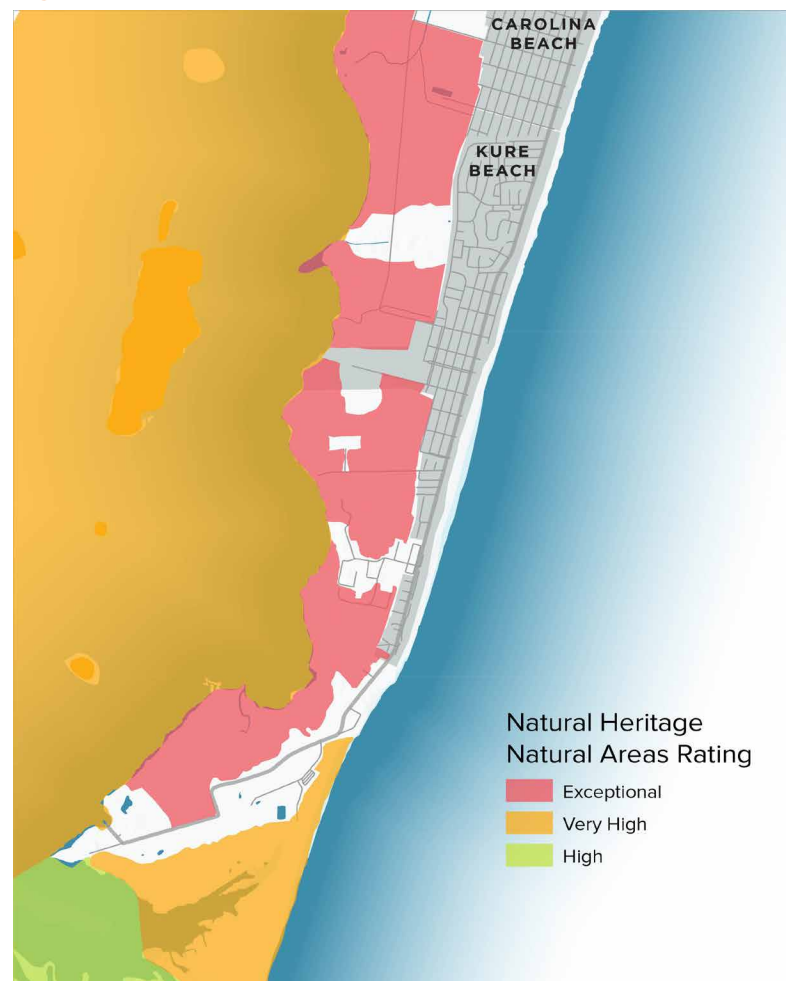 CAROLINA
BEACH
KURE
BEACH
Natural Heritage
Natural Areas Rating
Exceptional
Very High
High